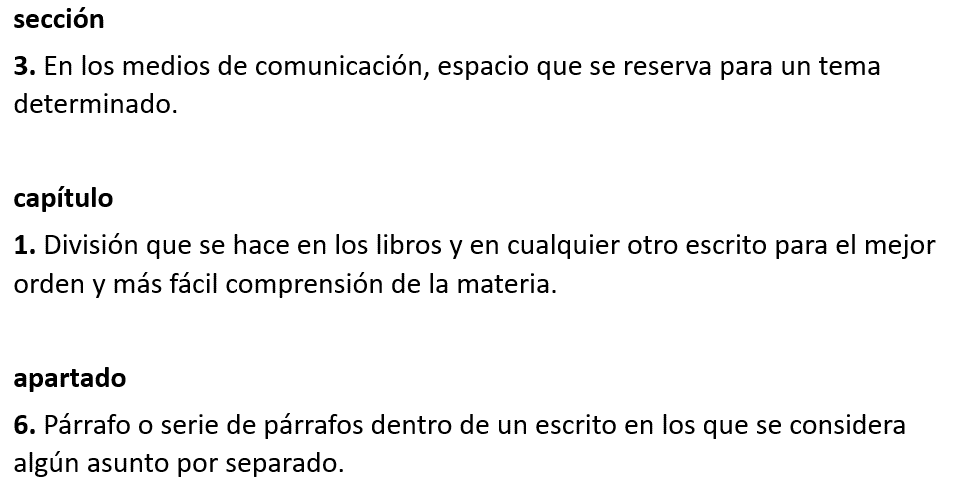 sección
3. En los medios de comunicación, espacio que se reserva para un tema
determinado.
capítulo
1. División que se hace en los libros y en cualquier otro escrito para el mejor
orden y más fácil comprensión de la materia.
apartado
6. Párrafo o serie de párrafos dentro de un escrito en los que se considera
algún asunto por separado.